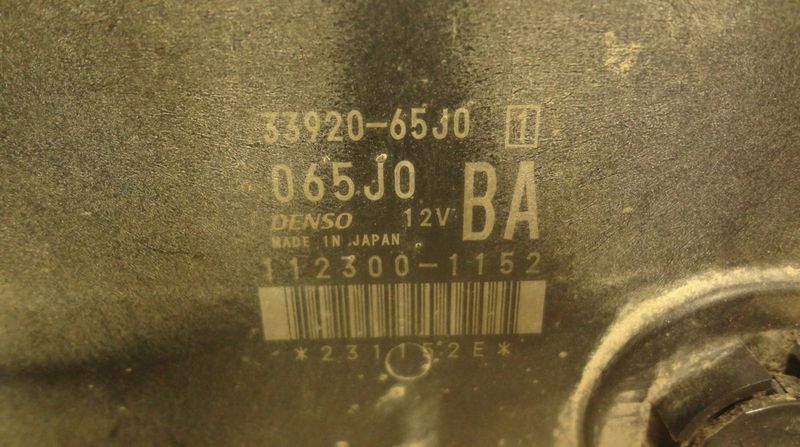 33920-65J0 1
065J0 BA
DENSO 12V
MADE IN JAPAN
112300-1152
*231152E*